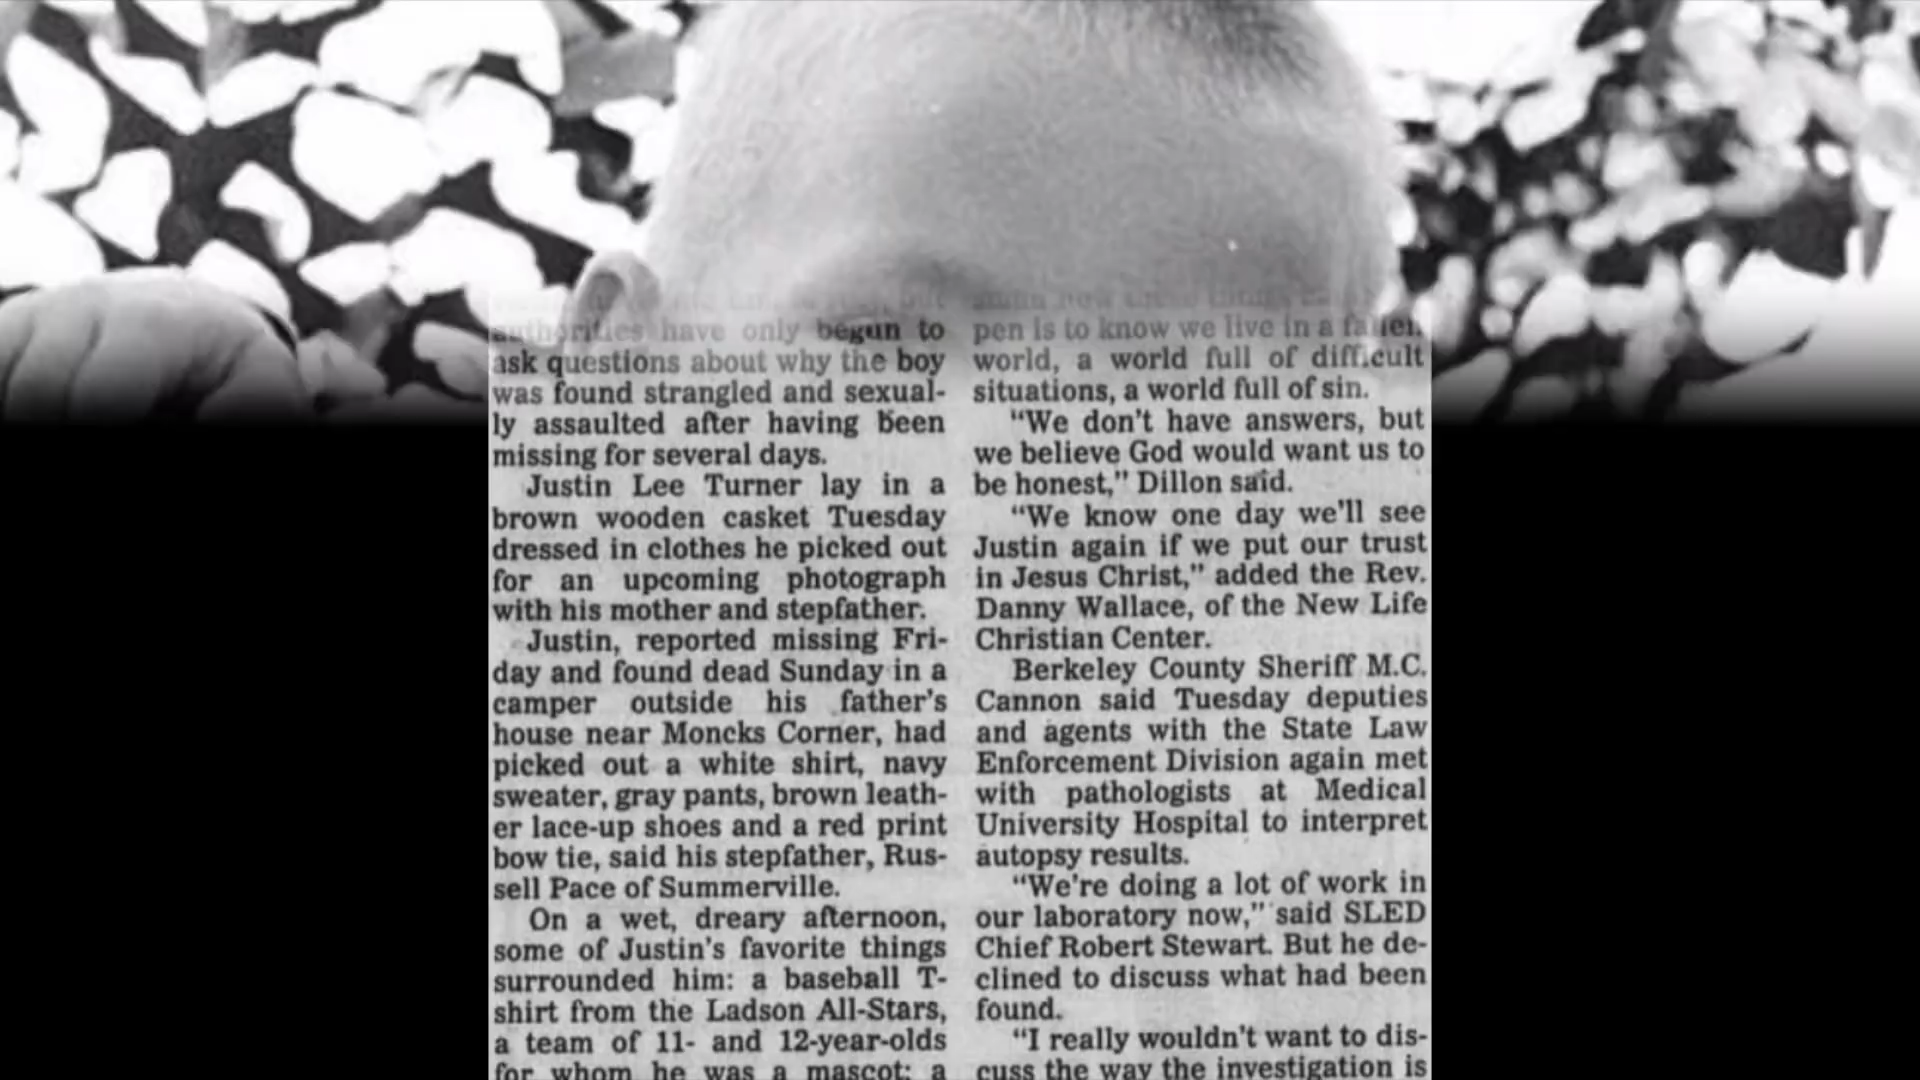 authorities have only begun to
ask questions about why the boy
was found strangled and sexual-
ly assaulted after having been
missing for several days.
Justin Lee Turner lay in a
brown wooden casket Tuesday
dressed in clothes he picked out
for an upcoming photograph
with his mother and stepfather.
Justin, reported missing Fri-
day and found dead Sunday in a
camper outside his father's
house near Moncks Corner, had
picked out a white shirt, navy
sweater, gray pants, brown leath-
er lace-up shoes and a red print
bow tie, said his stepfather, Rus-
sell Pace of Summerville.
On a wet, dreary afternoon,
some of Justin's favorite things
surrounded him: a baseball T-
shirt from the Ladson All-Stars,
a team of 11- and 12-year-olds
for whom he was a mascot; a
pen is to know we live in a fallen
world, a world full of difficult
situations, a world full of sin.
"We don't have answers, but
we believe God would want us to
be honest," Dillon said.
"We know one day we'll see
Justin again if we put our trust
in Jesus Christ," added the Rev.
Danny Wallace, of the New Life
Christian Center.
Berkeley County Sheriff M.C.
Cannon said Tuesday deputies
and agents with the State Law
Enforcement Division again met
with pathologists at Medical
University Hospital to interpret
autopsy results.
"We're doing a lot of work in
our laboratory now," said SLED
Chief Robert Stewart. But he de-
clined to discuss what had been
found.
"I really wouldn't want to dis-
cuss the way the investigation is